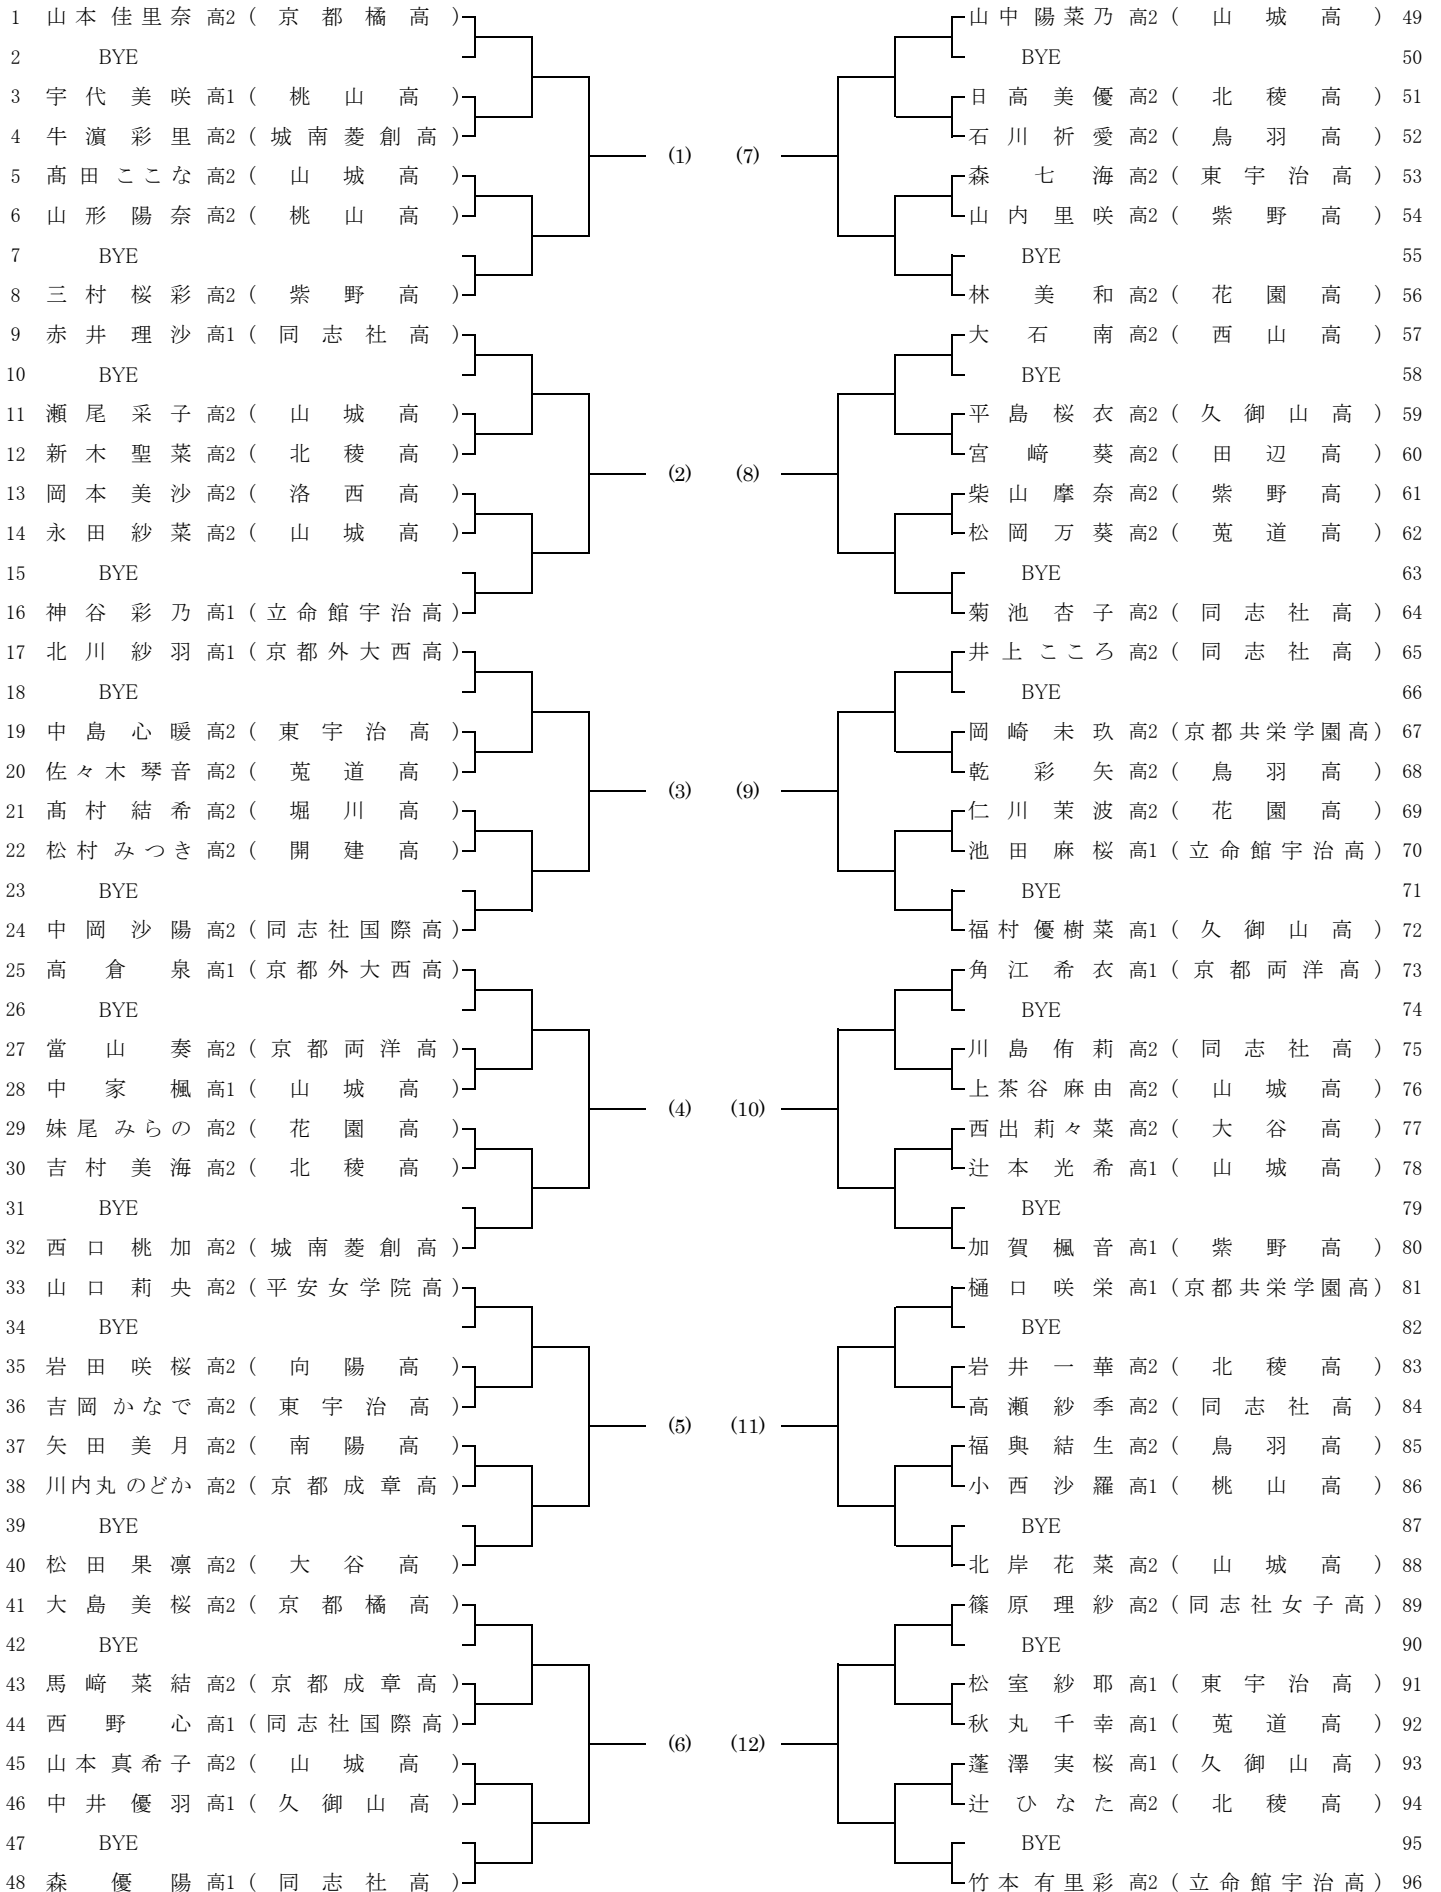 1 山本 佳里奈 高2 ( 京都橘高 )
2 BYE
3 宇代 美咲 高1 ( 桃山高 )
4 牛濵 彩里 高2 ( 城南菱創高 )
5 髙田 ここな 高2 ( 山城高 )
6 山形 陽奈 高2 ( 桃山高 )
7 BYE
8 三村 桜彩 高2 ( 紫野高 )
(1)
9 赤井 理沙 高1 ( 同志社高 )
10 BYE
11 瀬尾 采子 高2 ( 山城高 )
12 新木 聖菜 高2 ( 北稜高 )
13 岡本 美沙 高2 ( 洛西高 )
14 永田 紗菜 高2 ( 山城高 )
15 BYE
16 神谷 彩乃 高1 ( 立命館宇治高 )
(2)
17 北川 紗羽 高1 ( 京都外大西高 )
18 BYE
19 中島 心暖 高2 ( 東宇治高 )
20 佐々木 琴音 高2 ( 莵道高 )
21 髙村 結希 高2 ( 堀川高 )
22 松村 みつき 高2 ( 開建高 )
23 BYE
24 中岡 沙陽 高2 ( 同志社国際高 )
(3)
25 高倉 泉 高1 ( 京都外大西高 )
26 BYE
27 當山 奏 高2 ( 京都両洋高 )
28 中家 楓 高1 ( 山城高 )
29 妹尾 みらの 高2 ( 花園高 )
30 吉村 美海 高2 ( 北稜高 )
31 BYE
32 西口 桃加 高2 ( 城南菱創高 )
(4)
33 山口 莉央 高2 ( 平安女学院高 )
34 BYE
35 岩田 咲桜 高2 ( 向陽高 )
36 吉岡 かなで 高2 ( 東宇治高 )
37 矢田 美月 高2 ( 南陽高 )
38 川内丸 のどか 高2 ( 京都成章高 )
39 BYE
40 松田 果凛 高2 ( 大谷高 )
(5)
41 大島 美桜 高2 ( 京都橘高 )
42 BYE
43 馬﨑 菜結 高2 ( 京都成章高 )
44 西野 心 高1 ( 同志社国際高 )
45 山本 真希子 高2 ( 山城高 )
46 中井 優羽 高1 ( 久御山高 )
47 BYE
48 森 優陽 高1 ( 同志社高 )
(6)
山中 陽菜乃 高2 ( 山城高 ) 49
BYE 50
日高 美優 高2 ( 北稜高 ) 51
石川 祈愛 高2 ( 鳥羽高 ) 52
森 七海 高2 ( 東宇治高 ) 53
山内 里咲 高2 ( 紫野高 ) 54
BYE 55
林 美和 高2 ( 花園高 ) 56
(7)
大石 南 高2 ( 西山高 ) 57
BYE 58
平島 桜衣 高2 ( 久御山高 ) 59
宮﨑 葵 高2 ( 田辺高 ) 60
柴山 摩奈 高2 ( 紫野高 ) 61
松岡 万葵 高2 ( 莵道高 ) 62
BYE 63
菊池 杏子 高2 ( 同志社高 ) 64
(8)
井上 こころ 高2 ( 同志社高 ) 65
BYE 66
岡崎 未玖 高2 ( 京都共栄学園高 ) 67
乾 彩矢 高2 ( 鳥羽高 ) 68
仁川 茉波 高2 ( 花園高 ) 69
池田 麻桜 高1 ( 立命館宇治高 ) 70
BYE 71
福村 優樹菜 高1 ( 久御山高 ) 72
(9)
角江 希衣 高1 ( 京都両洋高 ) 73
BYE 74
川島 侑莉 高2 ( 同志社高 ) 75
上茶谷 麻由 高2 ( 山城高 ) 76
西出 莉々菜 高2 ( 大谷高 ) 77
辻本 光希 高1 ( 山城高 ) 78
BYE 79
加賀 楓音 高1 ( 紫野高 ) 80
(10)
樋口 咲栄 高1 ( 京都共栄学園高 ) 81
BYE 82
岩井 一華 高2 ( 北稜高 ) 83
高瀬 紗季 高2 ( 同志社高 ) 84
福與 結生 高2 ( 鳥羽高 ) 85
小西 沙羅 高1 ( 桃山高 ) 86
BYE 87
北岸 花菜 高2 ( 山城高 ) 88
(11)
篠原 理紗 高2 ( 同志社女子高 ) 89
BYE 90
松室 紗耶 高1 ( 東宇治高 ) 91
秋丸 千幸 高1 ( 莵道高 ) 92
蓬澤 実桜 高1 ( 久御山高 ) 93
辻 ひなた 高2 ( 北稜高 ) 94
BYE 95
竹本 有里彩 高2 ( 立命館宇治高 ) 96
(12)